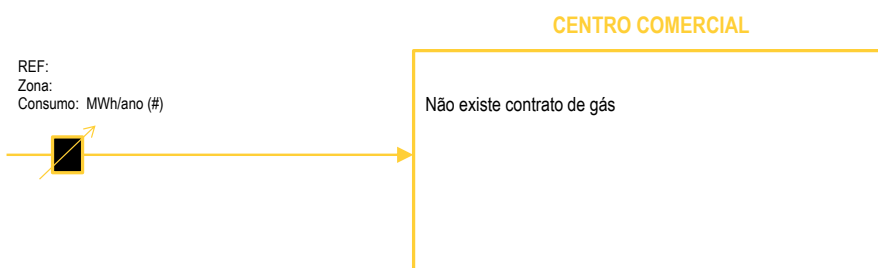 CENTRO COMERCIAL
REF:
Zona:
Consumo: MWh/ano (#)
Não existe contrato de gás